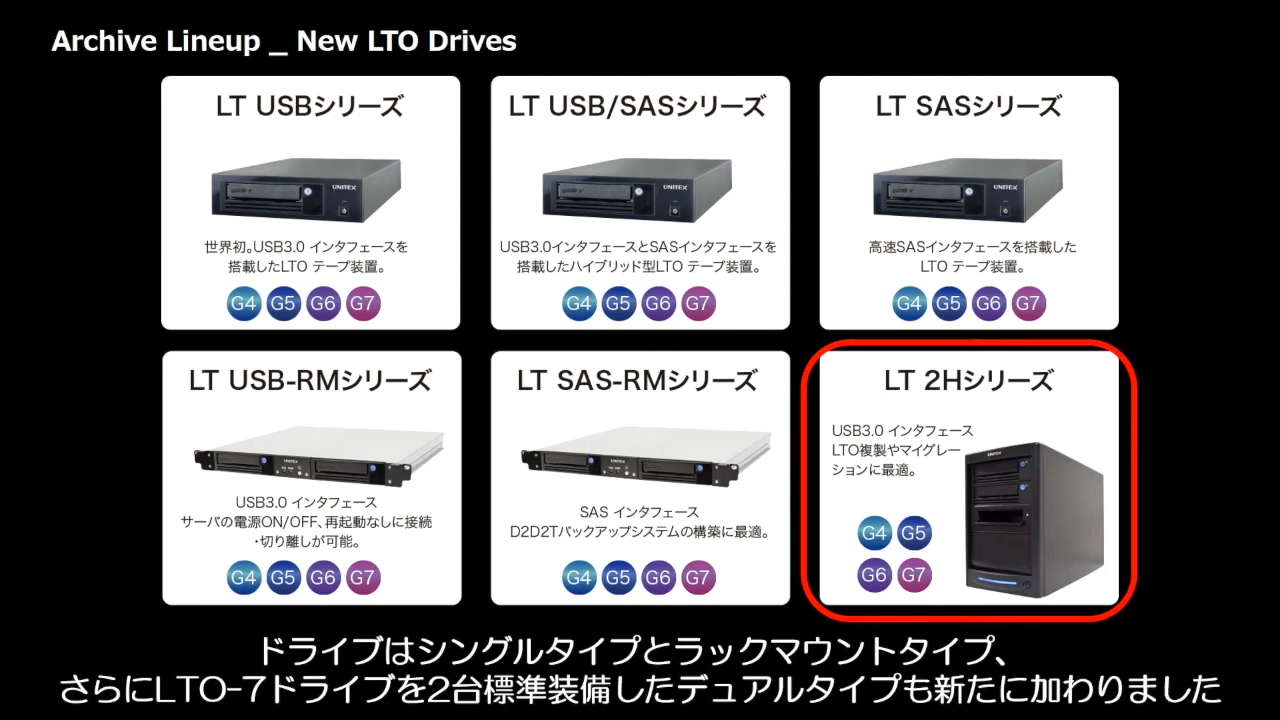 Archive Lineup _ New LTO Drives
LT USBシリーズ
UNITEX
世界初。USB3.0 インタフェースを
搭載したLTO テープ装置。
G4 G5 G6 G7
LT USB/SASシリーズ
UNITEX
USB3.0インタフェースとSASインタフェースを
搭載したハイブリッド型LTO テープ装置。
G4 G5 G6 G7
LT SASシリーズ
UNITEX
高速SASインタフェースを搭載した
LTO テープ装置。
G4 G5 G6 G7
LT USB-RMシリーズ
UNITEX
USB3.0 インタフェース
サーバの電源ON/OFF、再起動なしに接続
・切り離しが可能。
G4 G5 G6 G7
LT SAS-RMシリーズ
UNITEX
SAS インタフェース
D2D2Tバックアップシステムの構築に最適。
G4 G5 G6 G7
LT 2Hシリーズ
USB3.0 インタフェース
LTO複製やマイグレー
ションに最適。
UNITEX
G4 G5
G6 G7
ドライブはシングルタイプとラックマウントタイプ、
さらにLTO-7ドライブを2台標準装備したデュアルタイプも新たに加わりました